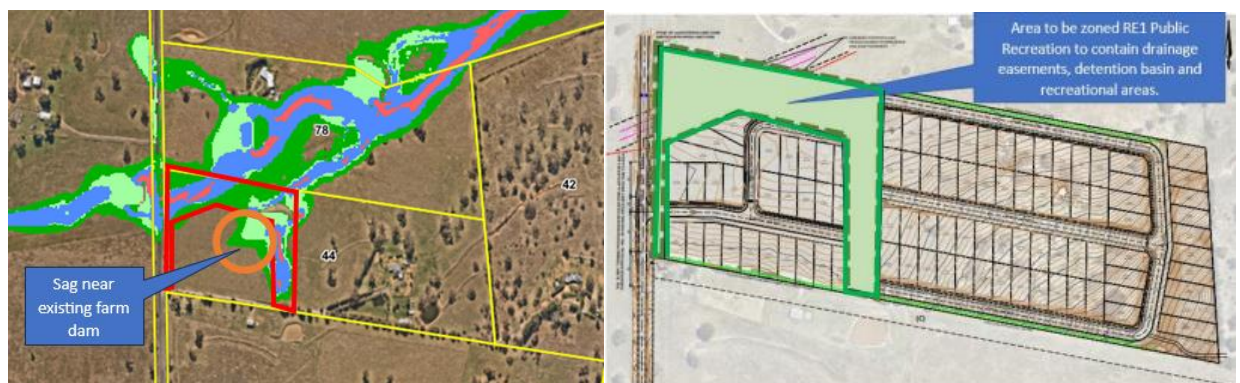 78
42
44
Sag near
existing farm
dam
Area to be zoned RE1 Public
Recreation to contain drainage
easements, detention basin and
recreational areas.